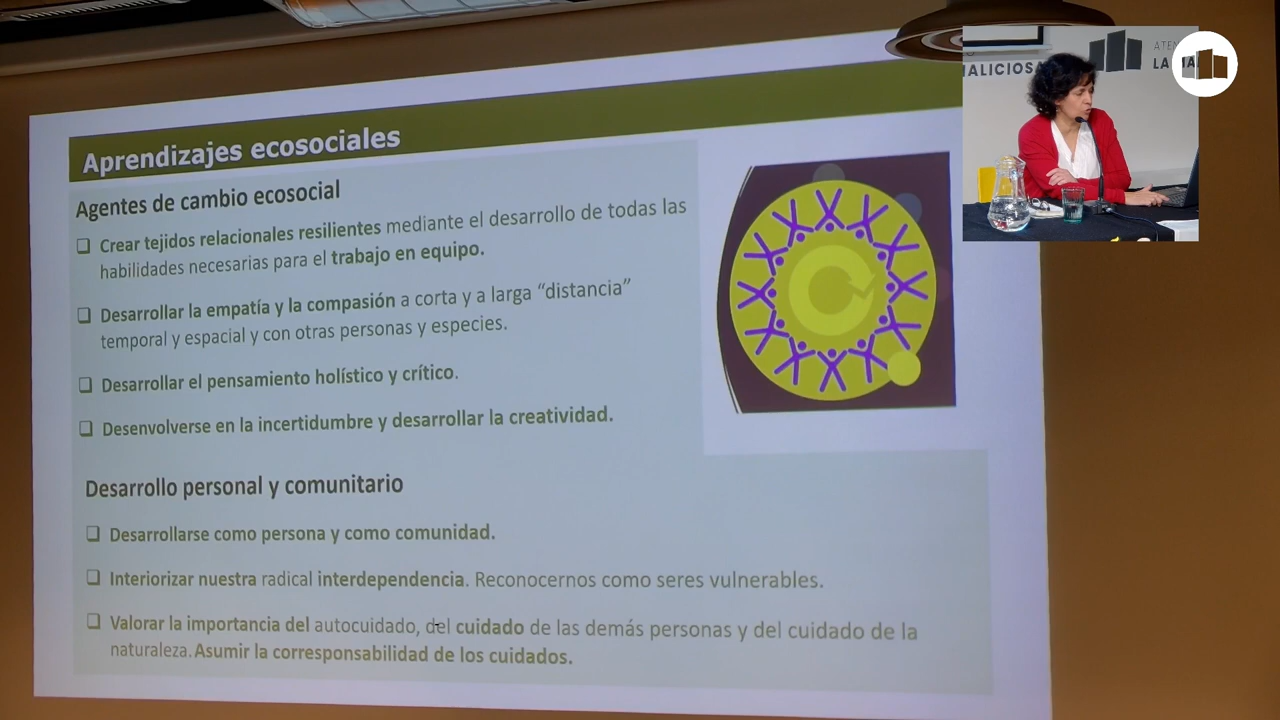 Aprendizajes ecosociales
Agentes de cambio ecosocial
Crear tejidos relacionales resilientes mediante el desarrollo de todas las
habilidades necesarias para el trabajo en equipo.
Desarrollar la empatía y la compasión a corta y a larga “distancia”
temporal y espacial y con otras personas y especies.
Desarrollar el pensamiento holístico y crítico.
Desenvolverse en la incertidumbre y desarrollar la creatividad.
Desarrollo personal y comunitario
Desarrollarse como persona y como comunidad.
Interiorizar nuestra radical interdependencia. Reconocernos como seres vulnerables.
Valorar la importancia del autocuidado, del cuidado de las demás personas y del cuidado de la
naturaleza. Asumir la corresponsabilidad de los cuidados.
MALICIOSA
ATEN
LA MA